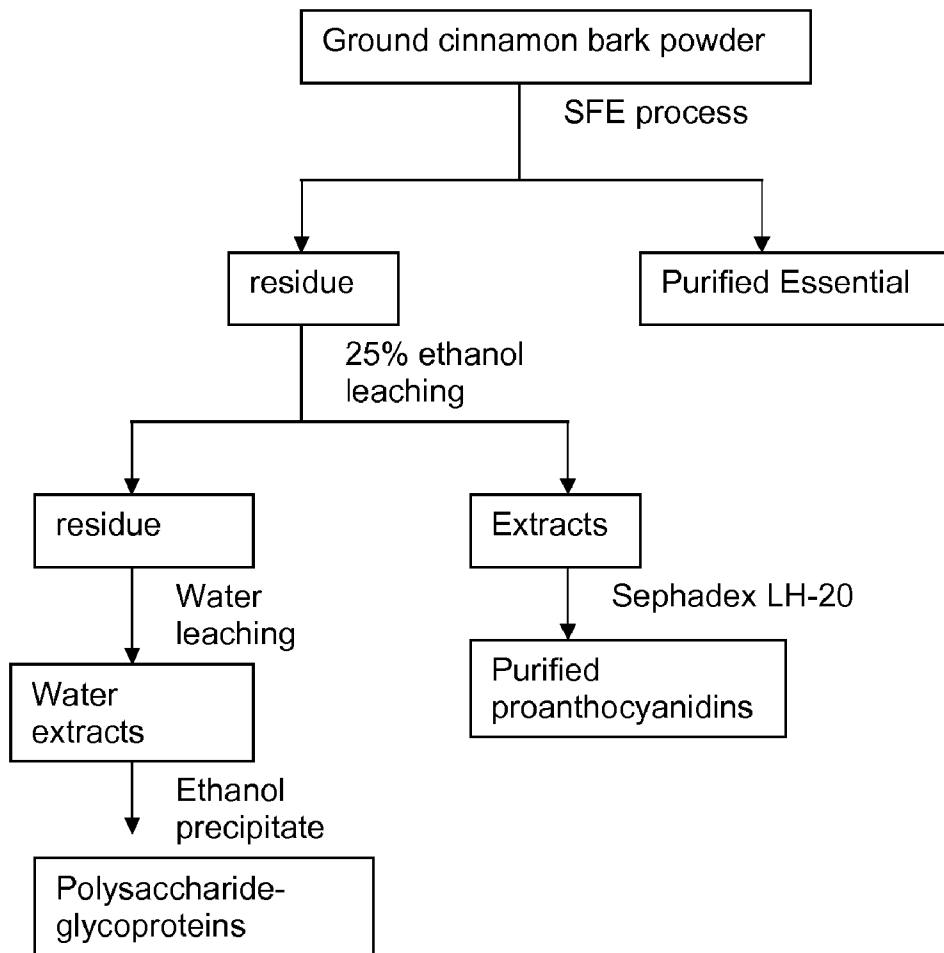 Ground cinnamon bark powder
SFE process
residue
Purified Essential
25% ethanol
leaching
residue
Extracts
Water
leaching
Sephadex LH-20
Water
extracts
Purified
proanthocyanidins
Ethanol
precipitate
Polysaccharide-
glycoproteins